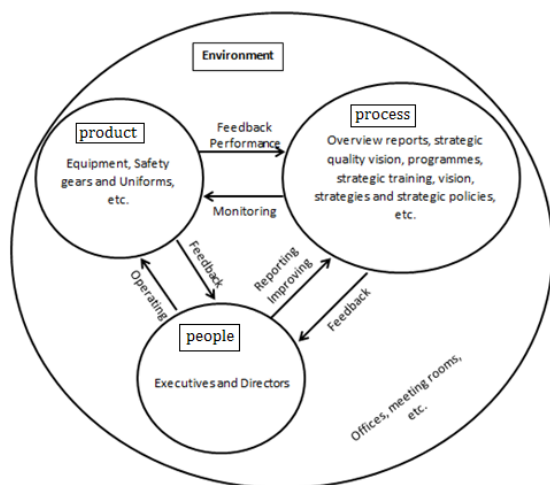 Environment
product
Equipment, Safety
gears and Uniforms,
etc.
Feedback
Performance
Monitoring
process
Overview reports, strategic
quality vision, programmes,
strategic training, vision,
strategies and strategic policies,
etc.
Feedback
Operating
Reporting
Improving
Feedback
people
Executives and Directors
Offices, meeting rooms,
etc.